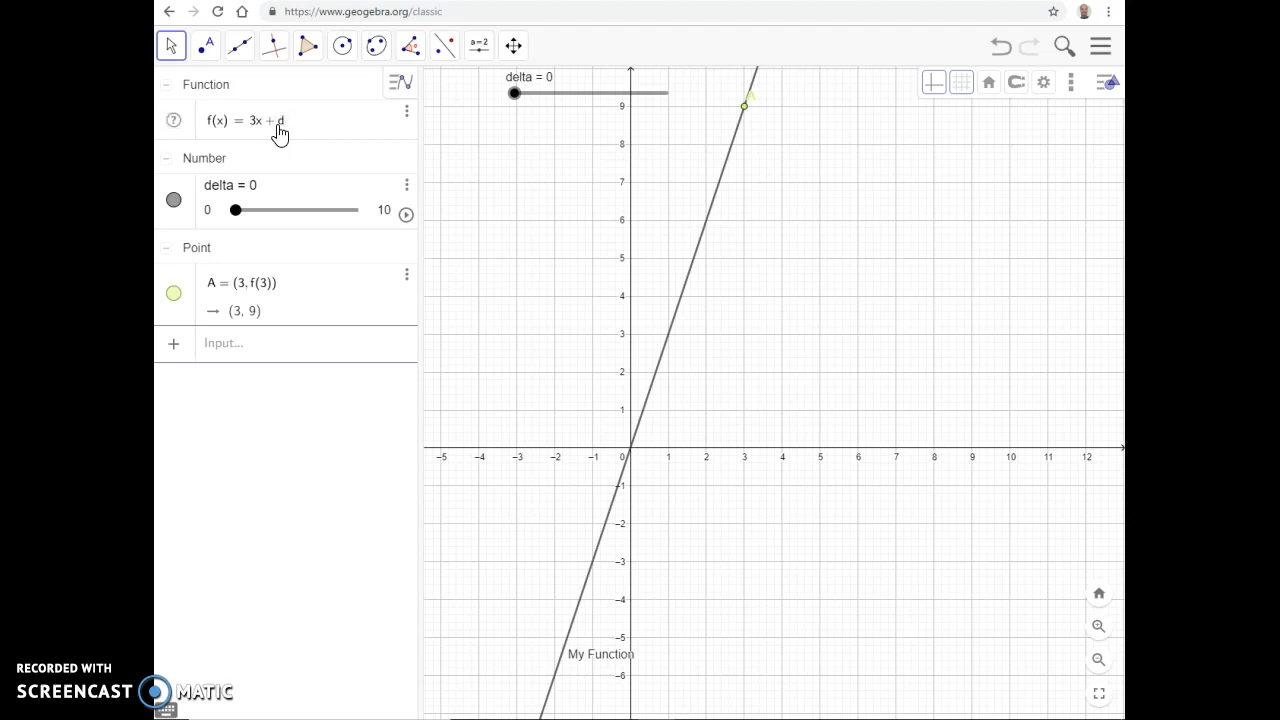 https://www.geogebra.org/classic
A
a=2
Function
f(x) = 3x + d
Number
delta = 0
0
10
Point
A = (3, f(3))
→ (3, 9)
Input...
delta = 0
A
9
8
7
6
5
4
3
2
1
−5 −4 −3 −2 −1 0 1 2 3 4 5 6 7 8 9 10 11 12
−1
−2
−3
−4
−5
−6
My Function
RECORDED WITH
SCREENCAST MATIC